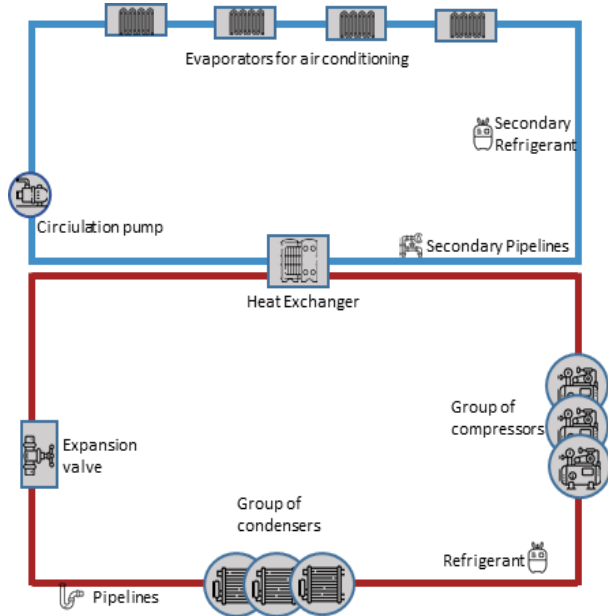 Evaporators for air conditioning
Secondary
Refrigerant
Circiulation pump
Secondary Pipelines
Heat Exchanger
Group of
compressors
Expansion
valve
Group of
condensers
Refrigerant
Pipelines